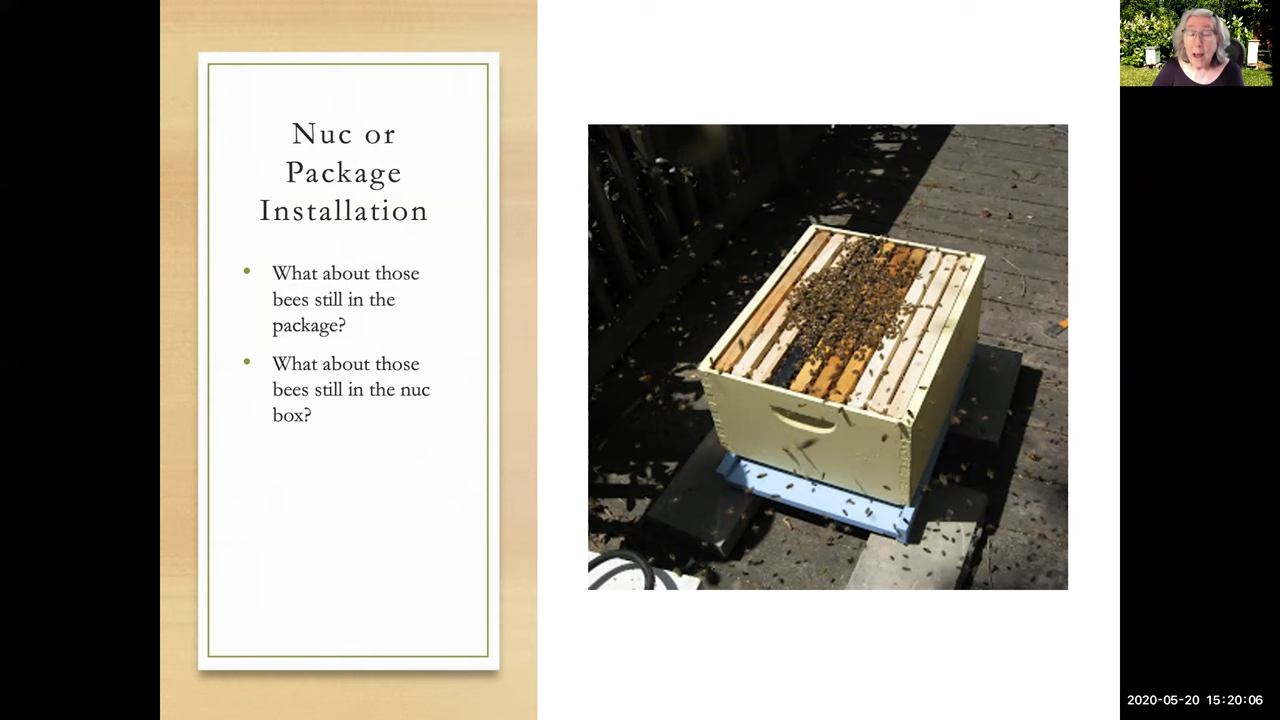 Nuc or
Package
Installation
• What about those
bees still in the
package?
• What about those
bees still in the nuc
box?
2020-05-20 15:20:06